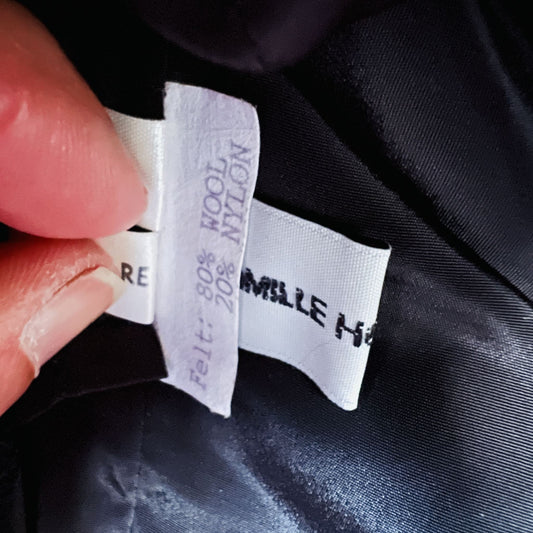 Felt: 80% WOOL
20% NYLON
RE
MILLE H